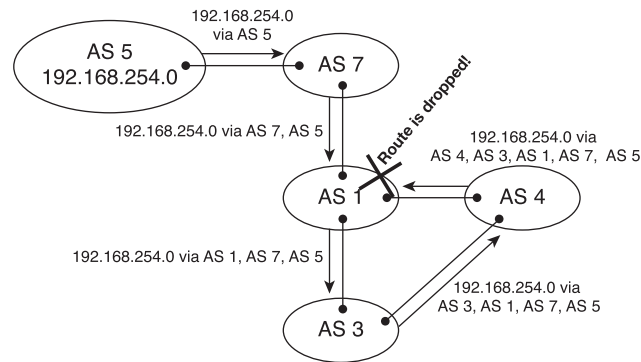 192.168.254.0
via AS 5
AS 5
192.168.254.0
AS 7
Route is dropped!
192.168.254.0 via AS 7, AS 5
192.168.254.0 via
AS 4, AS 3, AS 1, AS 7, AS 5
AS 1
AS 4
192.168.254.0 via AS 1, AS 7, AS 5
192.168.254.0 via
AS 3, AS 1, AS 7, AS 5
AS 3